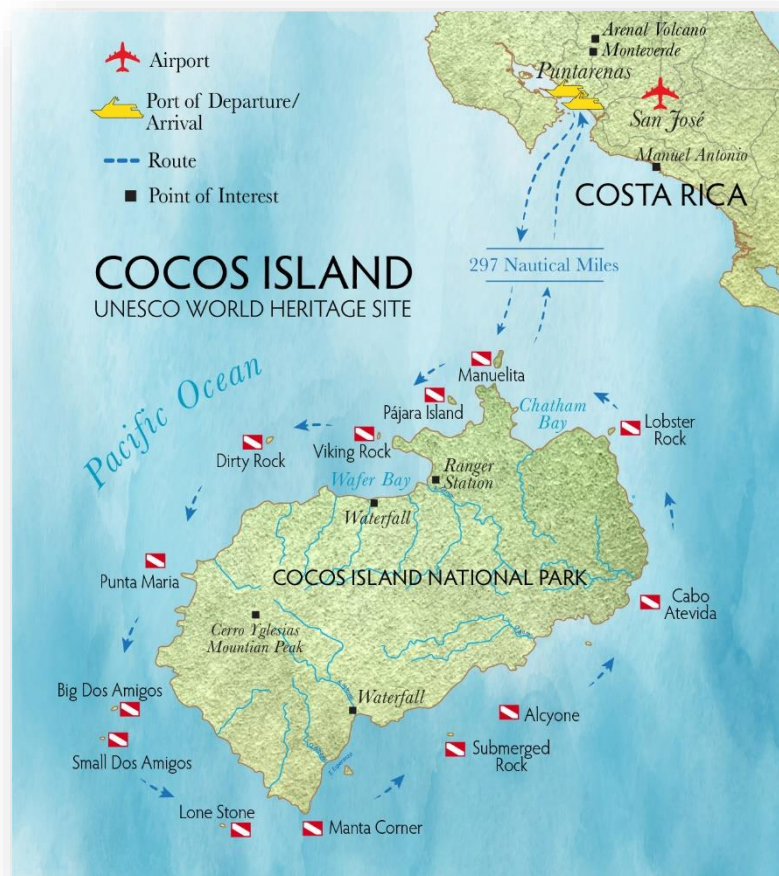 Airport
Port of Departure/
Arrival
Route
Point of Interest
Arenal Volcano
Monteverde
Puntarenas
San José
Manuel Antonio
COSTA RICA
297 Nautical Miles
COCOS ISLAND
UNESCO WORLD HERITAGE SITE
Pacific Ocean
Manuelita
Pájara Island
Chatham
Bay
Lobster
Rock
Viking Rock
Dirty Rock
Wafer Bay
Ranger
Station
Waterfall
Punta Maria
COCOS ISLAND NATIONAL PARK
Cabo
Atevida
Cerro Yglesias
Mountian Peak
Big Dos Amigos
Waterfall
Alcyone
Small Dos Amigos
Submerged
Rock
Lone Stone
Manta Corner